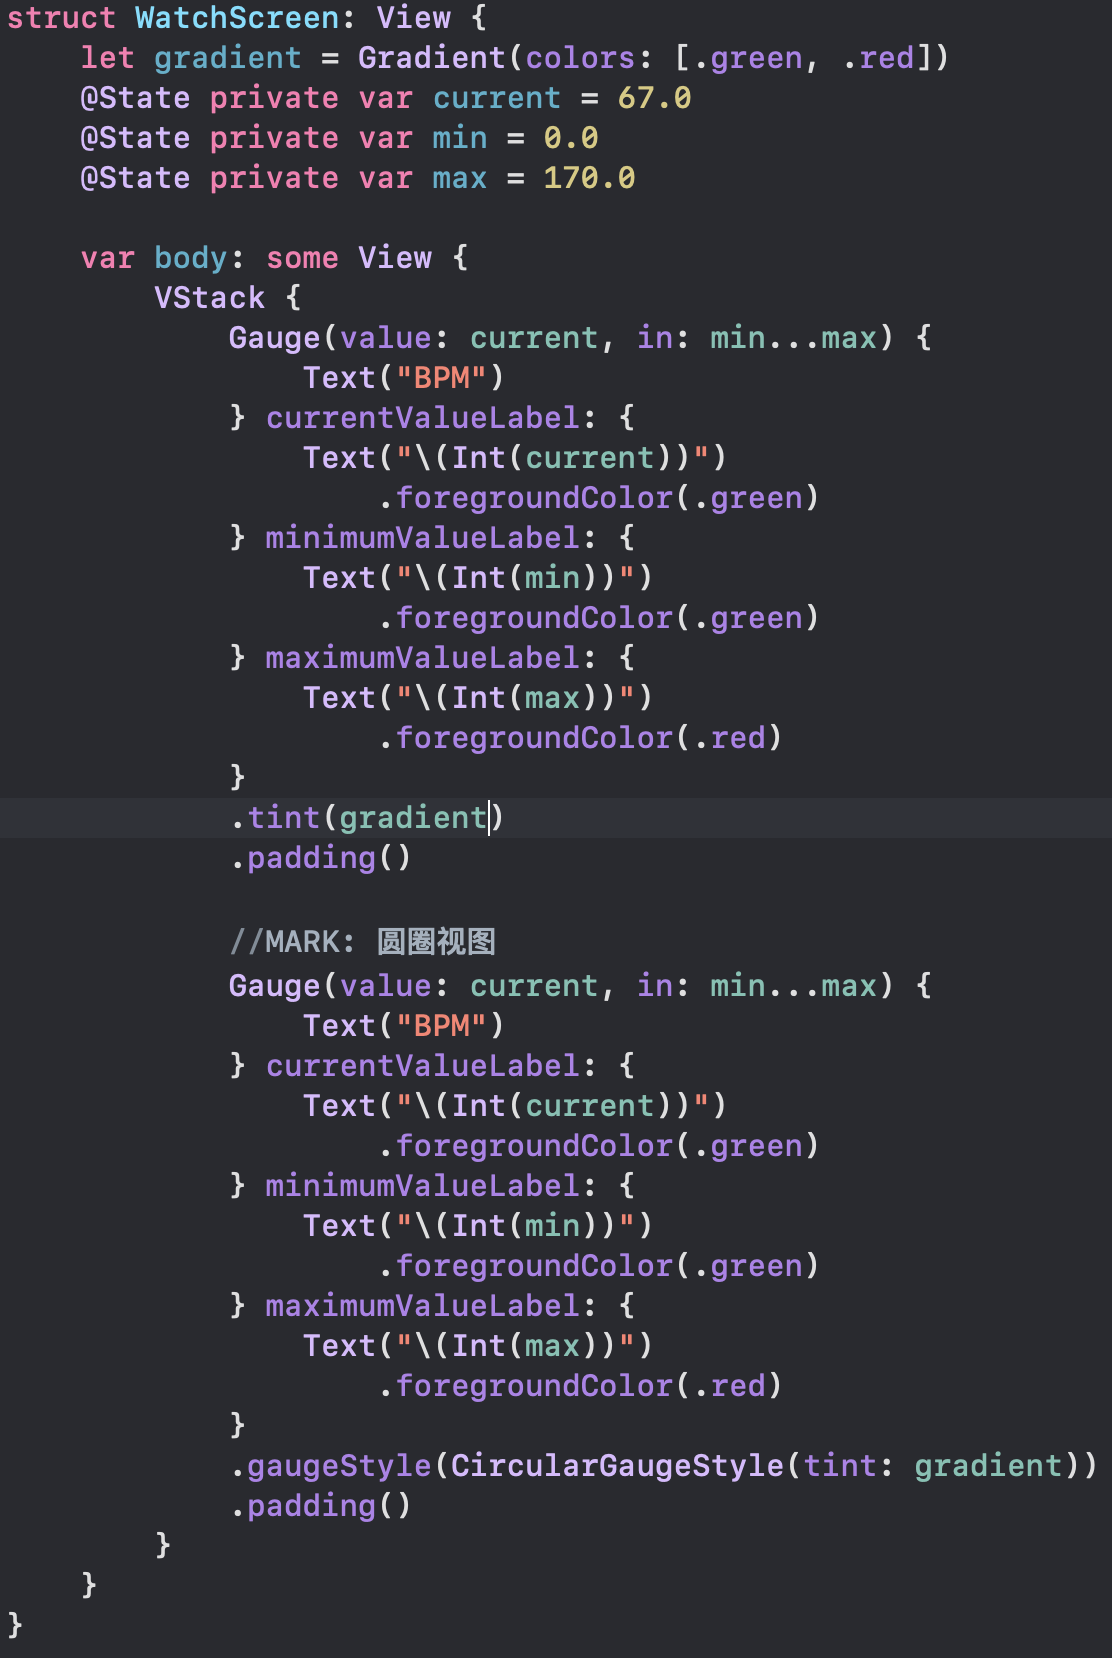 struct WatchScreen: View {
    let gradient = Gradient(colors: [.green, .red])
    @State private var current = 67.0
    @State private var min = 0.0
    @State private var max = 170.0

    var body: some View {
        VStack {
            Gauge(value: current, in: min...max) {
                Text("BPM")
            } currentValueLabel: {
                Text("\(Int(current))")
                    .foregroundColor(.green)
            } minimumValueLabel: {
                Text("\(Int(min))")
                    .foregroundColor(.green)
            } maximumValueLabel: {
                Text("\(Int(max))")
                    .foregroundColor(.red)
            }
            .tint(gradient)
            .padding()

            //MARK: 圆圈视图
            Gauge(value: current, in: min...max) {
                Text("BPM")
            } currentValueLabel: {
                Text("\(Int(current))")
                    .foregroundColor(.green)
            } minimumValueLabel: {
                Text("\(Int(min))")
                    .foregroundColor(.green)
            } maximumValueLabel: {
                Text("\(Int(max))")
                    .foregroundColor(.red)
            }
            .gaugeStyle(CircularGaugeStyle(tint: gradient))
            .padding()
        }
    }
}